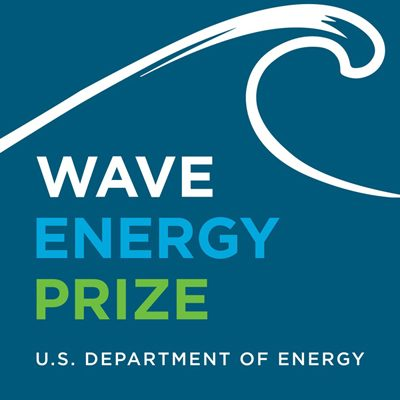 WAVE
ENERGY
PRIZE
U.S. DEPARTMENT OF ENERGY